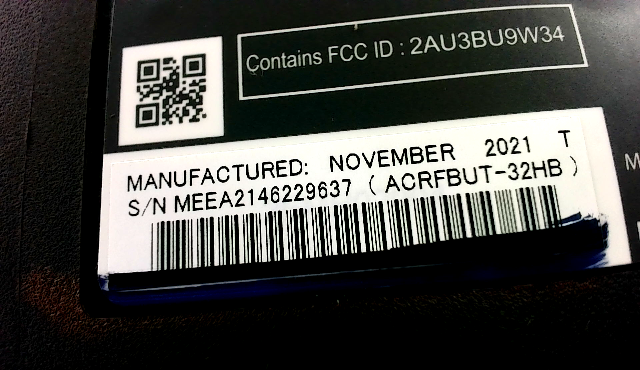 Contains FCC ID : 2AU3BU9W34
MANUFACTURED: NOVEMBER 2021 T
S/N MEEA2146229637 ( ACRFBUT-32HB )
M